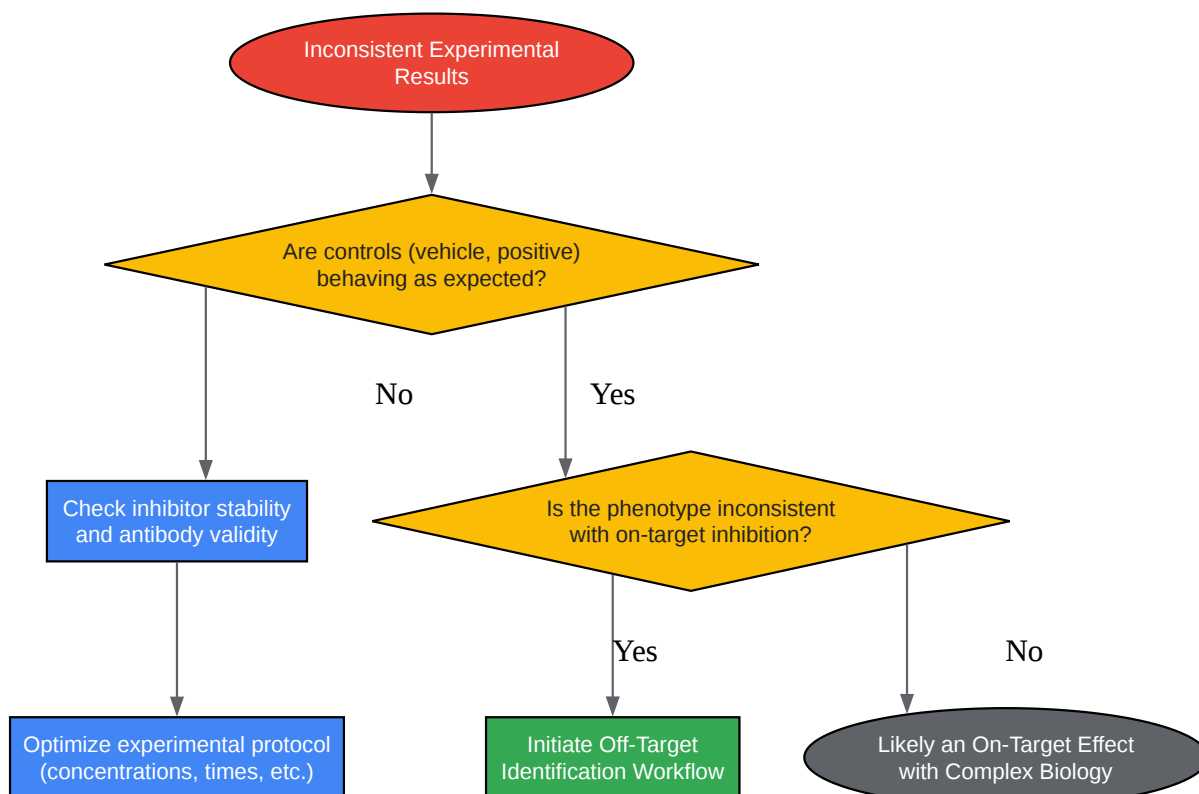 Inconsistent Experimental
Results
Are controls (vehicle, positive)
behaving as expected?
No
Yes
Check inhibitor stability
and antibody validity
Is the phenotype inconsistent
with on-target inhibition?
Yes
No
Optimize experimental protocol
(concentrations, times, etc.)
Initiate Off-Target
Identification Workflow
Likely an On-Target Effect
with Complex Biology